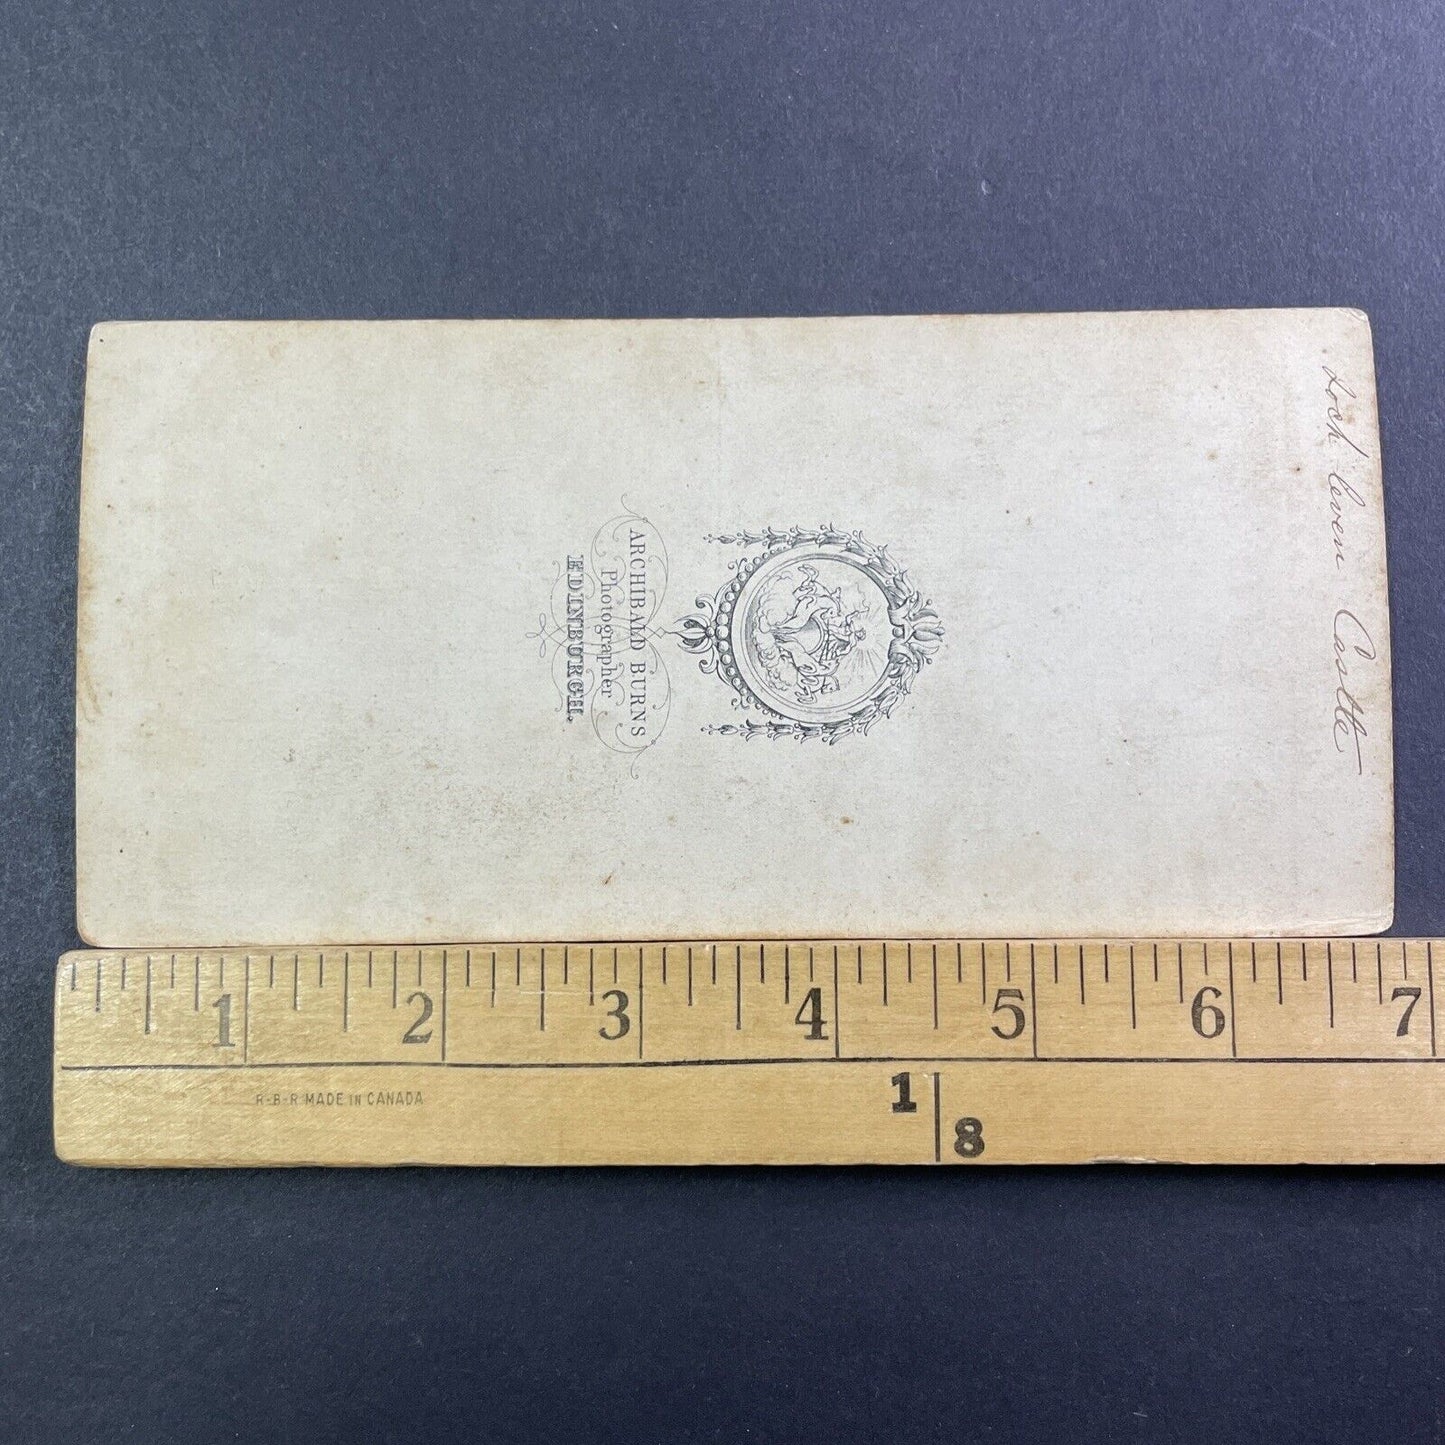 Loch leven Castle
ARCHIBALD BURNS
Photographer
EDINBURGH.
1 2 3 4 5 6 7
R-B-R MADE IN CANADA
1
8